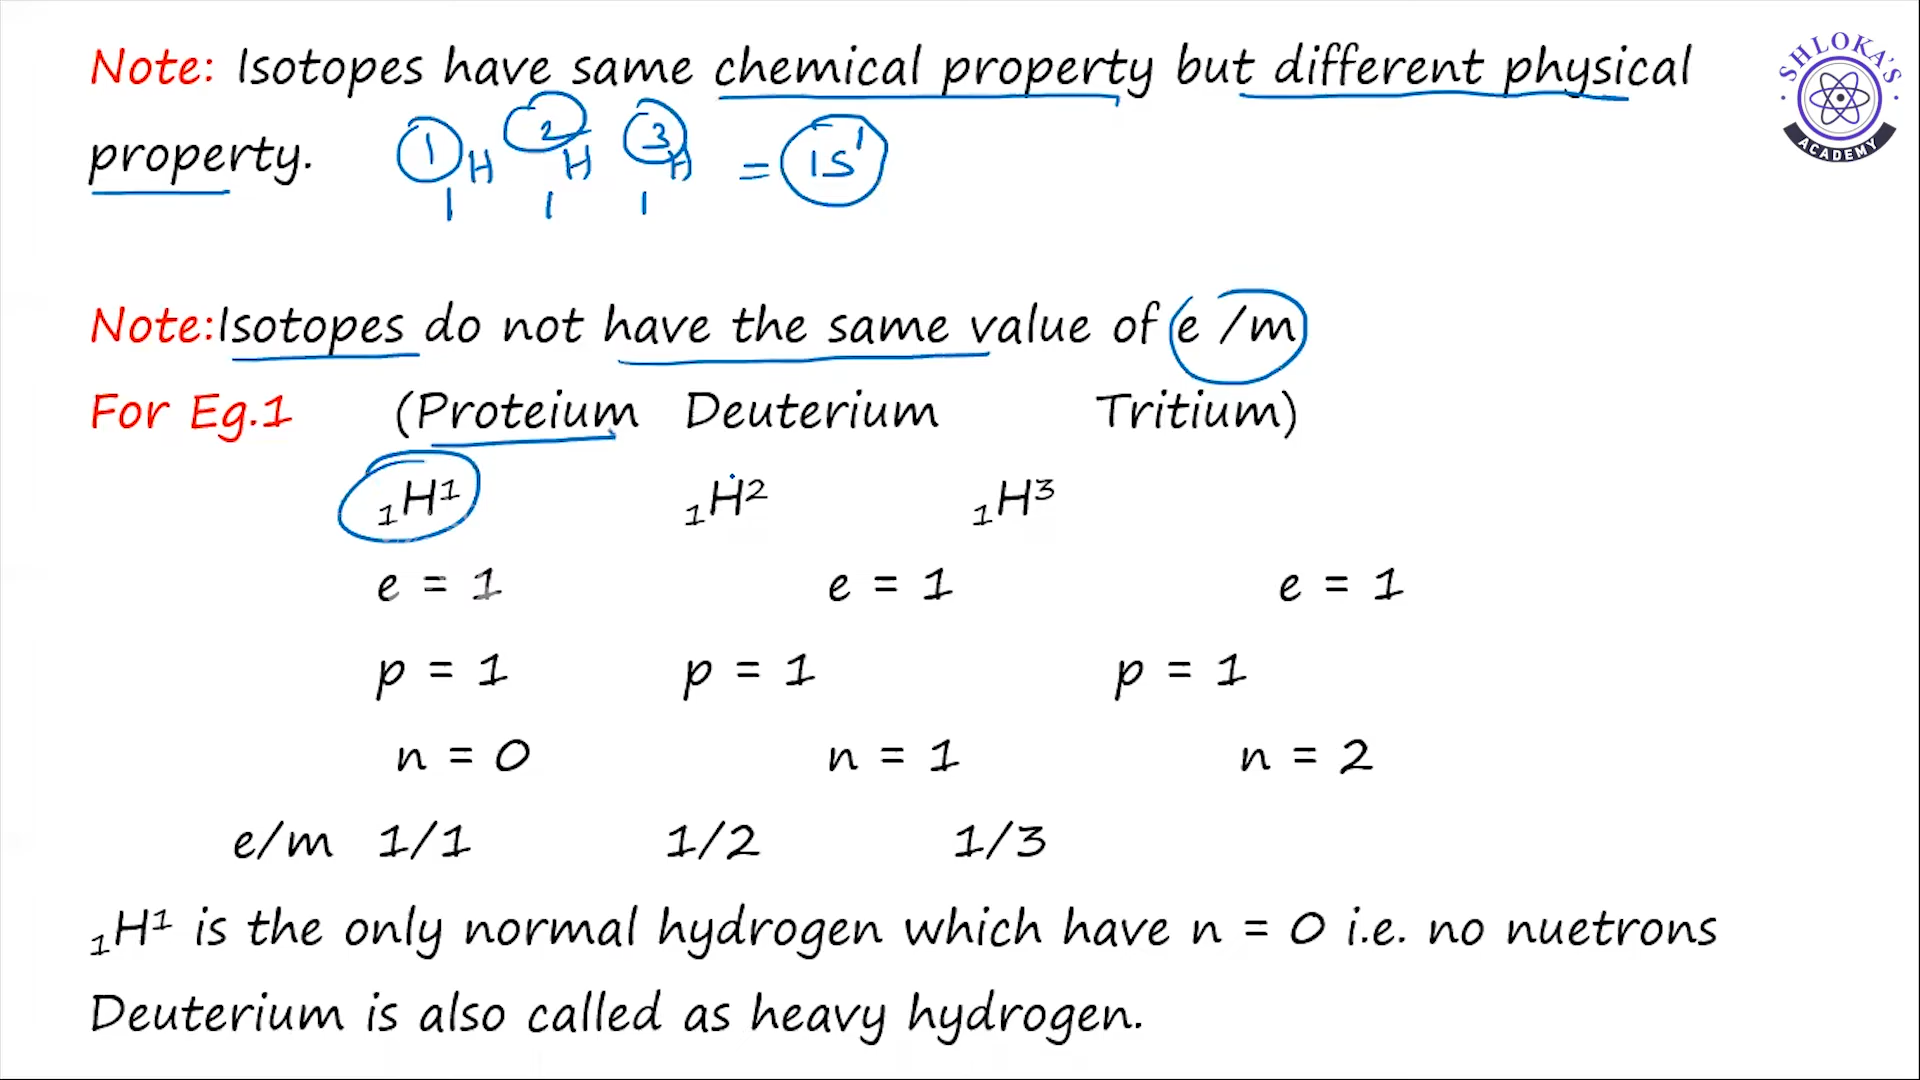 Note: Isotopes have same chemical property but different physical
SHLOKA'S
ACADEMY
property. 1 H 1 2 H 1 3 H 1 = 1S¹
Note:Isotopes do not have the same value of e /m
For Eg.1 (Proteium Deuterium Tritium)
₁H¹ ₁H² ₁H³
e = 1 e = 1 e = 1
p = 1 p = 1 p = 1
n = 0 n = 1 n = 2
e/m 1/1 1/2 1/3
₁H¹ is the only normal hydrogen which have n = 0 i.e. no nuetrons
Deuterium is also called as heavy hydrogen.